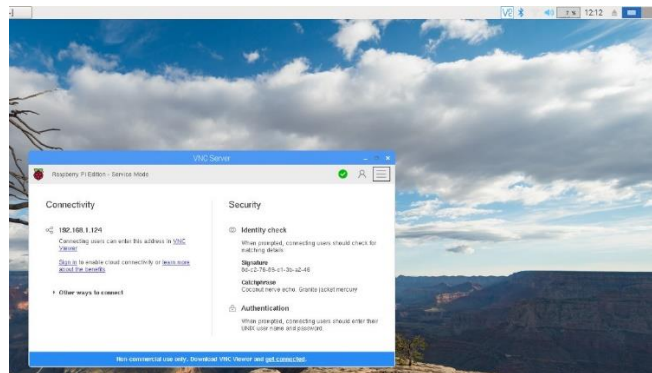 VR
7 %
12:12
VNC Server
Raspberry Pi Edition - Service Mode
Connectivity
192.168.1.124
Connecting users can enter this address in VNC
Viewer
Sign in to enable cloud connectivity or learn more
about the benefits
Other ways to connect
Security
Identity check
When prompted, connecting users should check for
matching details.
Signature
Catchphrase
Coconut nerve echo. Granite jacket mercury
Authentication
When prompted, connecting users should enter their
UNIX user name and password.
Non-commercial use only. Download VNC Viewer and get connected.